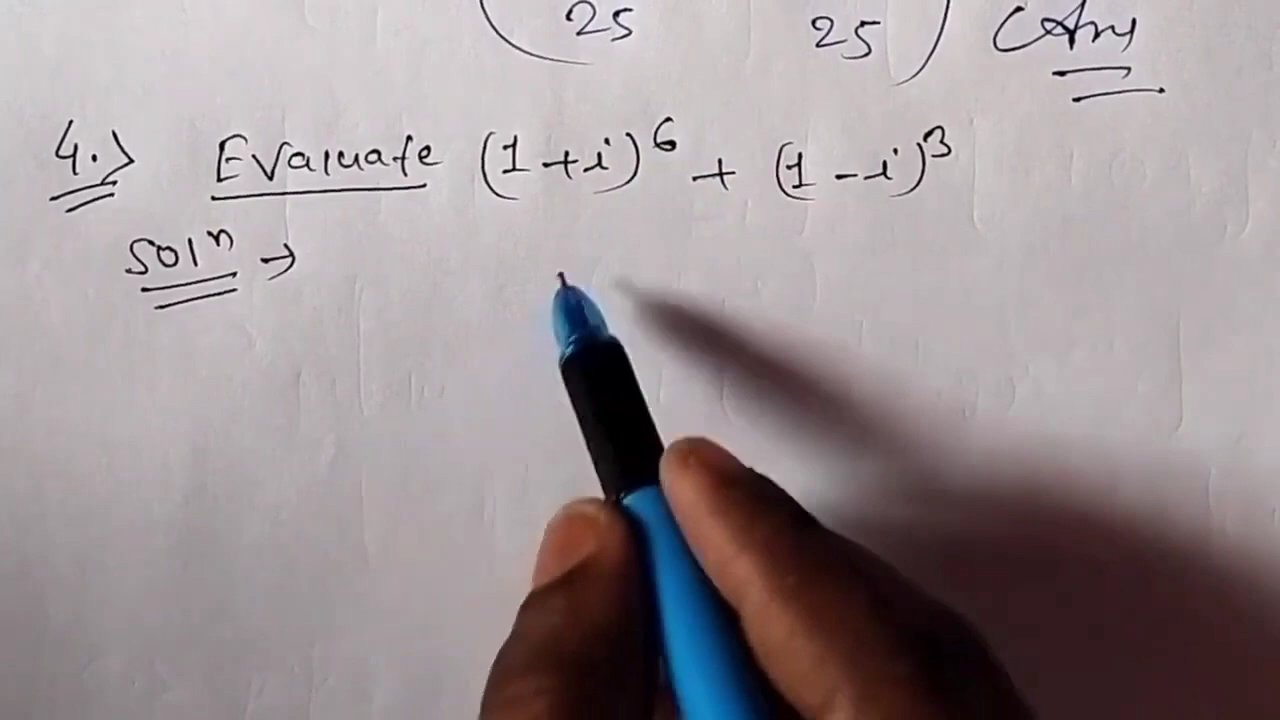 25 25) (Ans
4.> Evaluate (1+i)⁶ + (1-i)³
Solⁿ →